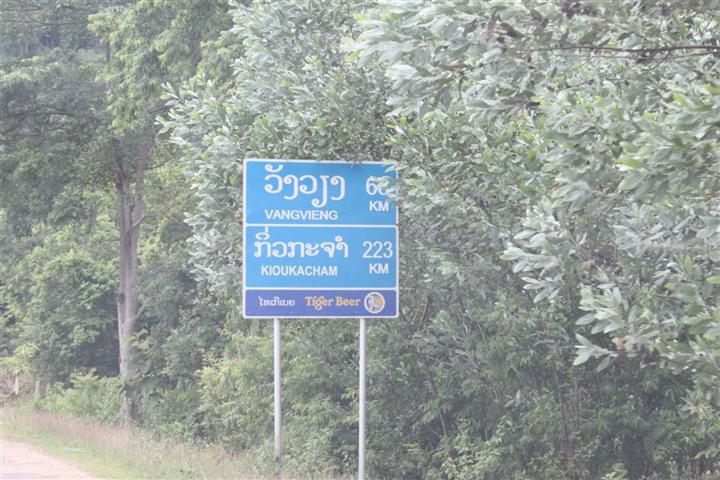 ວັງວຽງ
KM
VANGVIENG
ກິ່ວກະຈຳ 223
KIOUKACHAM KM
ໄທເກີເບຍ Tiger Beer